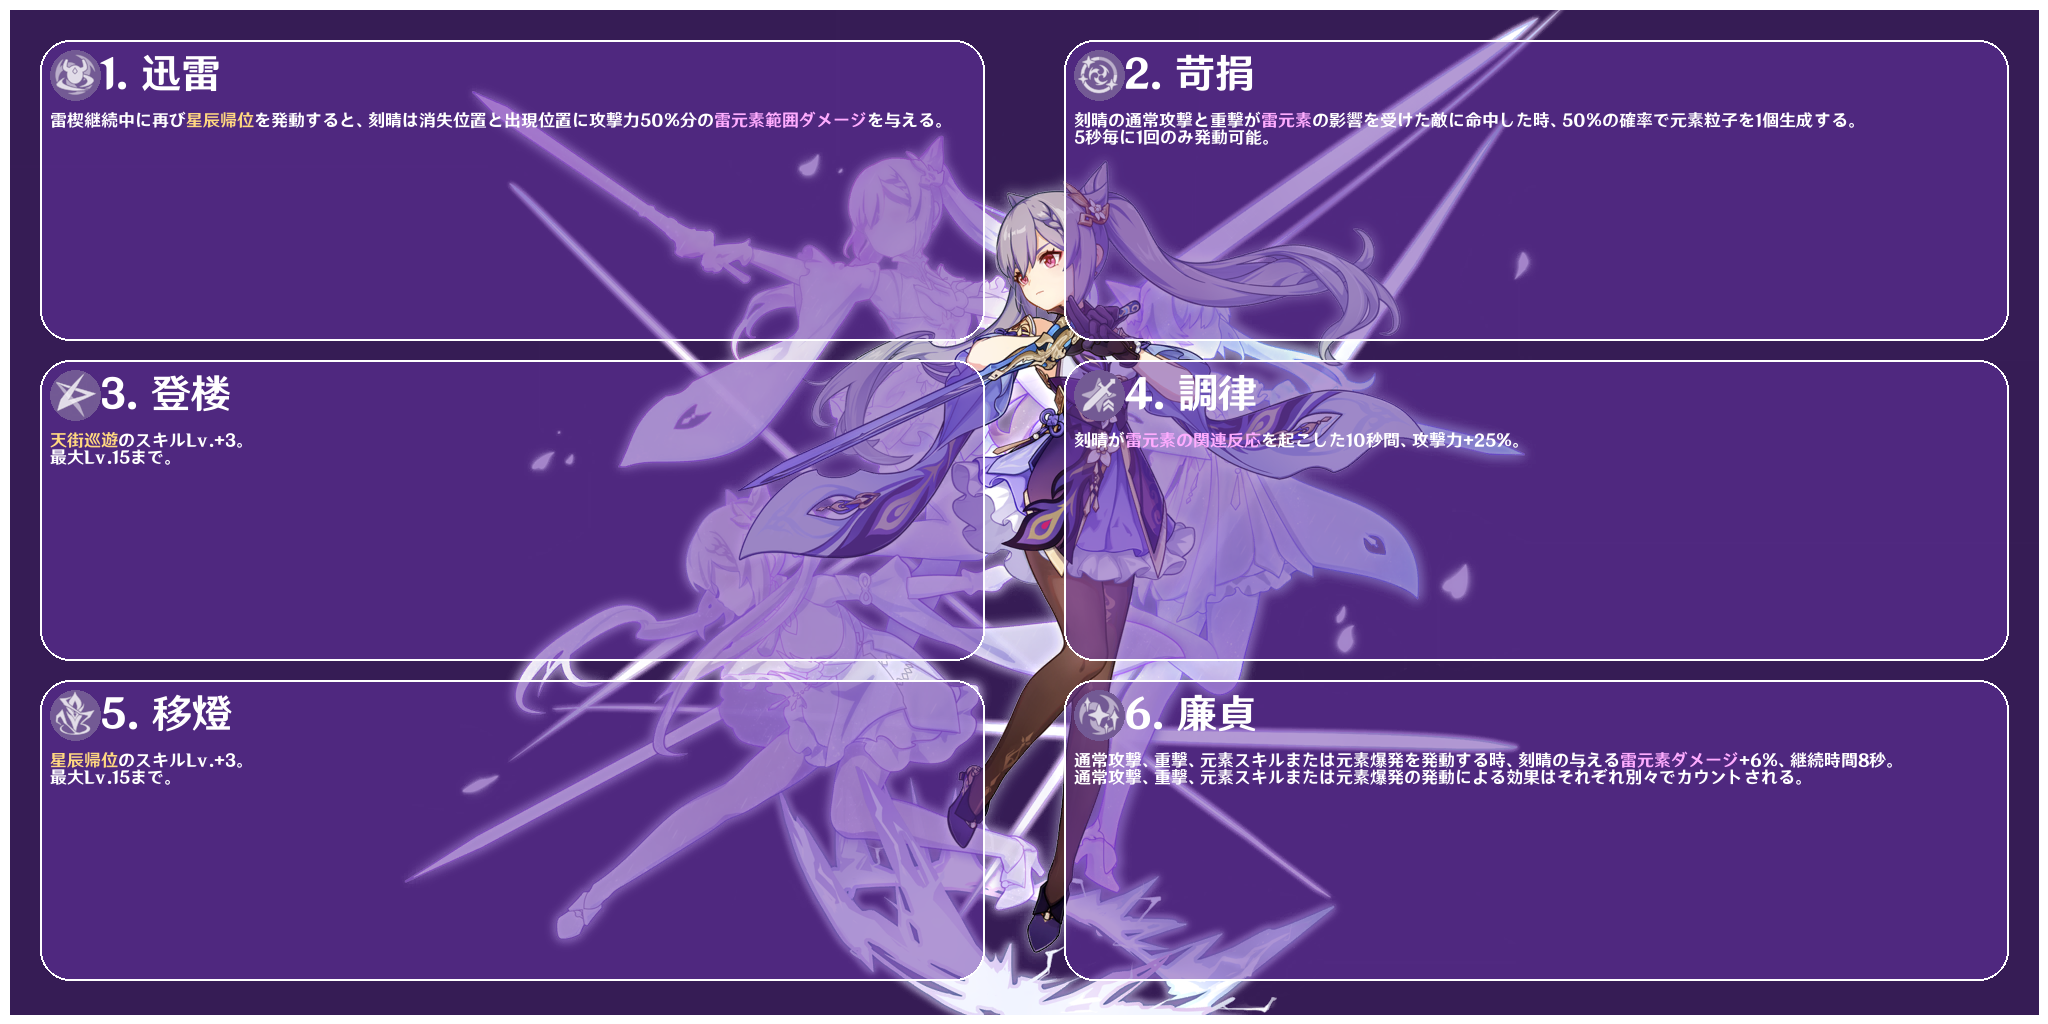 1. 迅雷
雷楔継続中に再び星辰帰位を発動すると、刻晴は消失位置と出現位置に攻撃力50%分の雷元素範囲ダメージを与える。
2. 苛捐
刻晴の通常攻撃と重撃が雷元素の影響を受けた敵に命中した時、50%の確率で元素粒子を1個生成する。
5秒毎に1回のみ発動可能。
3. 登楼
天街巡遊のスキルLv.+3。
最大Lv.15まで。
4. 調律
刻晴が雷元素の関連反応を起こした10秒間、攻撃力+25%。
5. 移燈
星辰帰位のスキルLv.+3。
最大Lv.15まで。
6. 廉貞
通常攻撃、重撃、元素スキルまたは元素爆発を発動する時、刻晴の与える雷元素ダメージ+6%、継続時間8秒。
通常攻撃、重撃、元素スキルまたは元素爆発の発動による効果はそれぞれ別々でカウントされる。